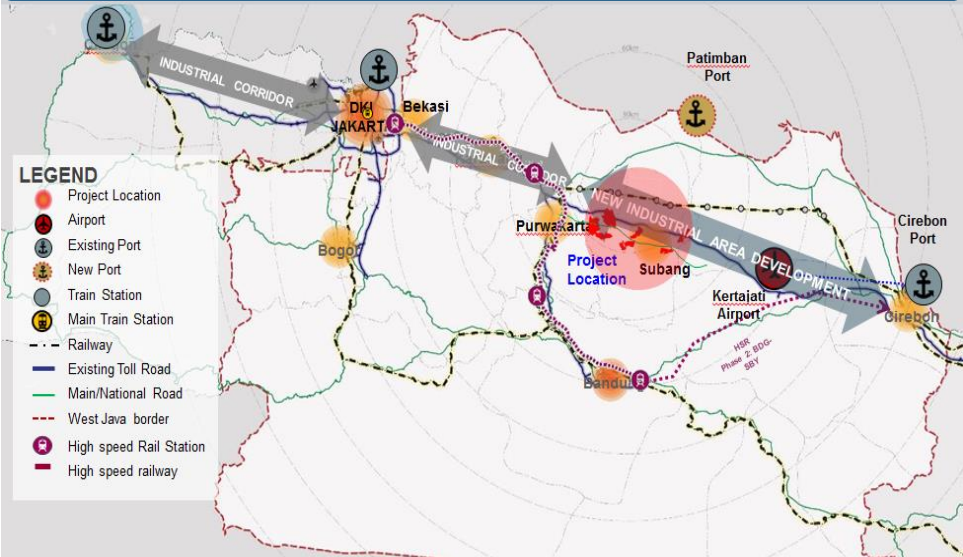 INDUSTRIAL CORRIDOR
DKI
JAKARTA
Bekasi
INDUSTRIAL CORRIDOR
Patimban
Port
NEW INDUSTRIAL AREA DEVELOPMENT
Purwakarta
Project
Location
Subang
Bogor
Kertajati
Airport
Cirebon
Port
Cirebon
HSR
Phase 2: BDG-
SBY
Bandung
LEGEND
Project Location
Airport
Existing Port
New Port
Train Station
Main Train Station
Railway
Existing Toll Road
Main/National Road
West Java border
High speed Rail Station
High speed railway